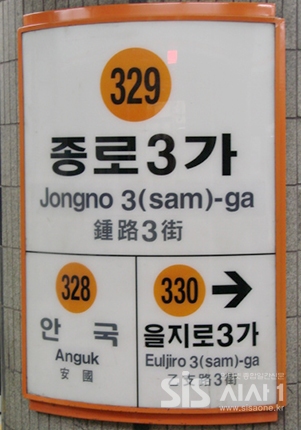 329
종로3가
Jongno 3(sam)-ga
鍾路3街
328
안국
Anguk
安國
330 →
을지로3가
Euljiro 3(sam)-ga
乙支路3街
sis 시사1
www.sisaone.kr